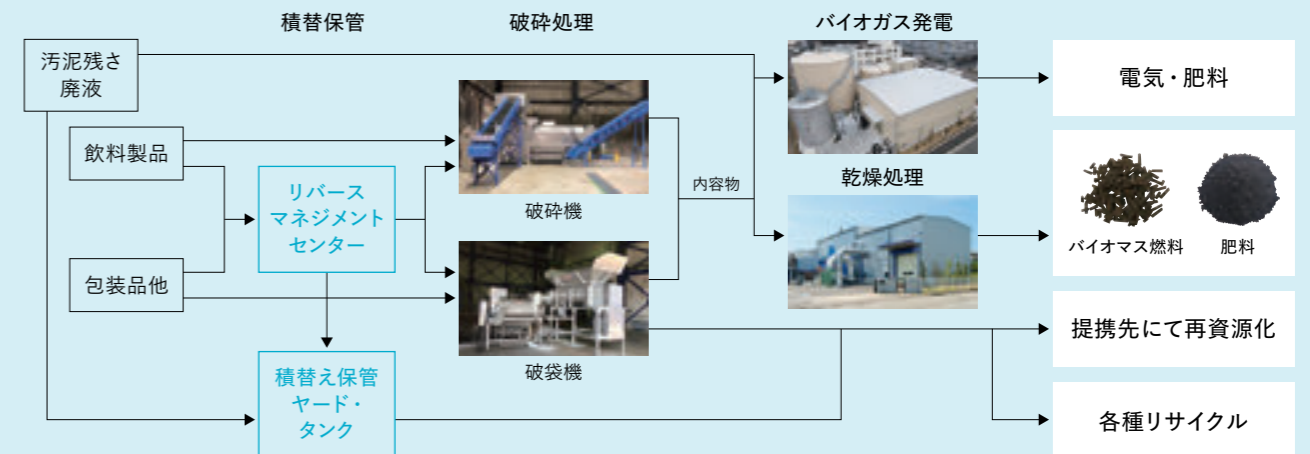 積替保管
破砕処理
バイオガス発電
汚泥残さ
廃液
電気・肥料
飲料製品
乾燥処理
内容物
リバース
マネジメント
センター
破砕機
バイオマス燃料
肥料
包装品他
提携先にて再資源化
破袋機
積替え保管
ヤード・
タンク
各種リサイクル